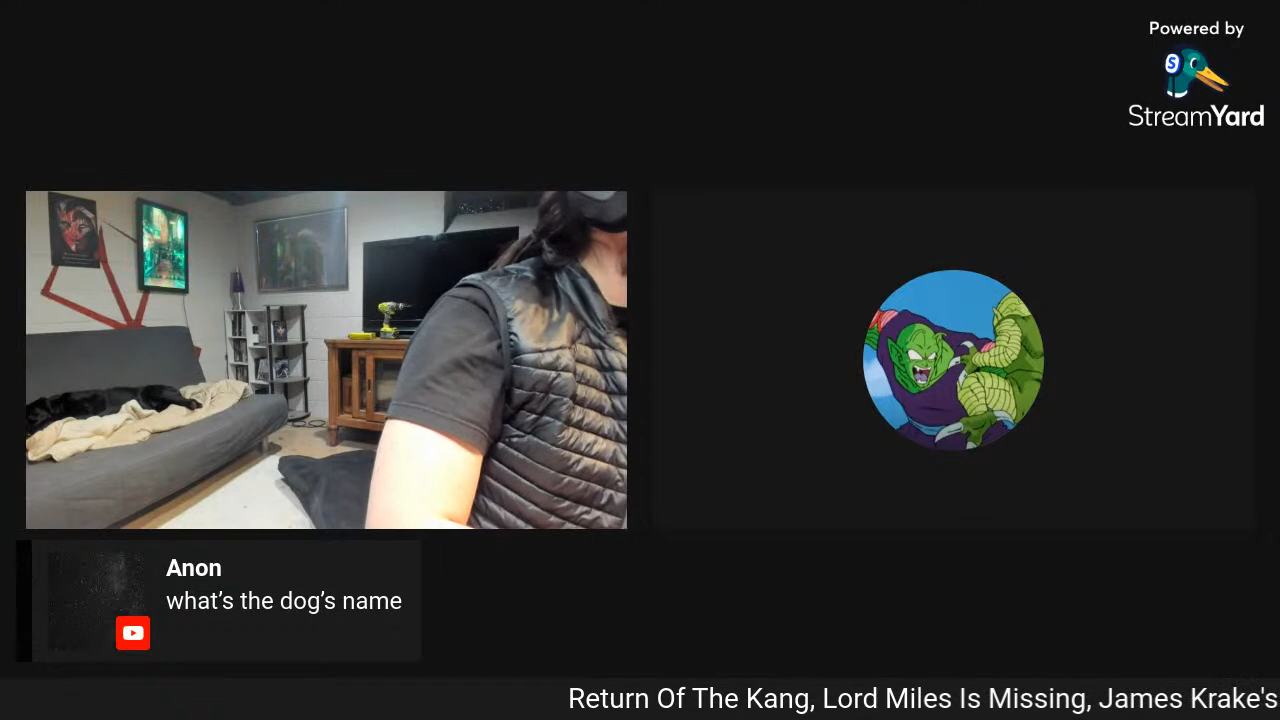 Powered by
StreamYard
Anon
what’s the dog’s name
Return Of The Kang, Lord Miles Is Missing, James Krake's